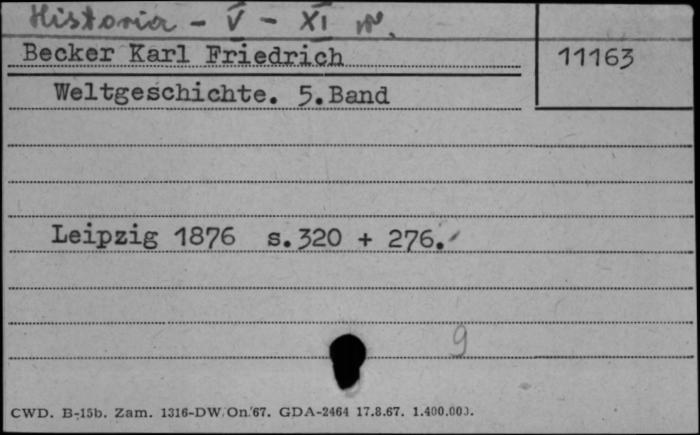 Historia - V - XI w.
Becker Karl Friedrich
11163
Weltgeschichte. 5.Band
Leipzig 1876 s.320 + 276.
9
CWD. B-15b. Zam. 1316-DW/On/67. GDA-2464 17.8.67. 1.400.000.